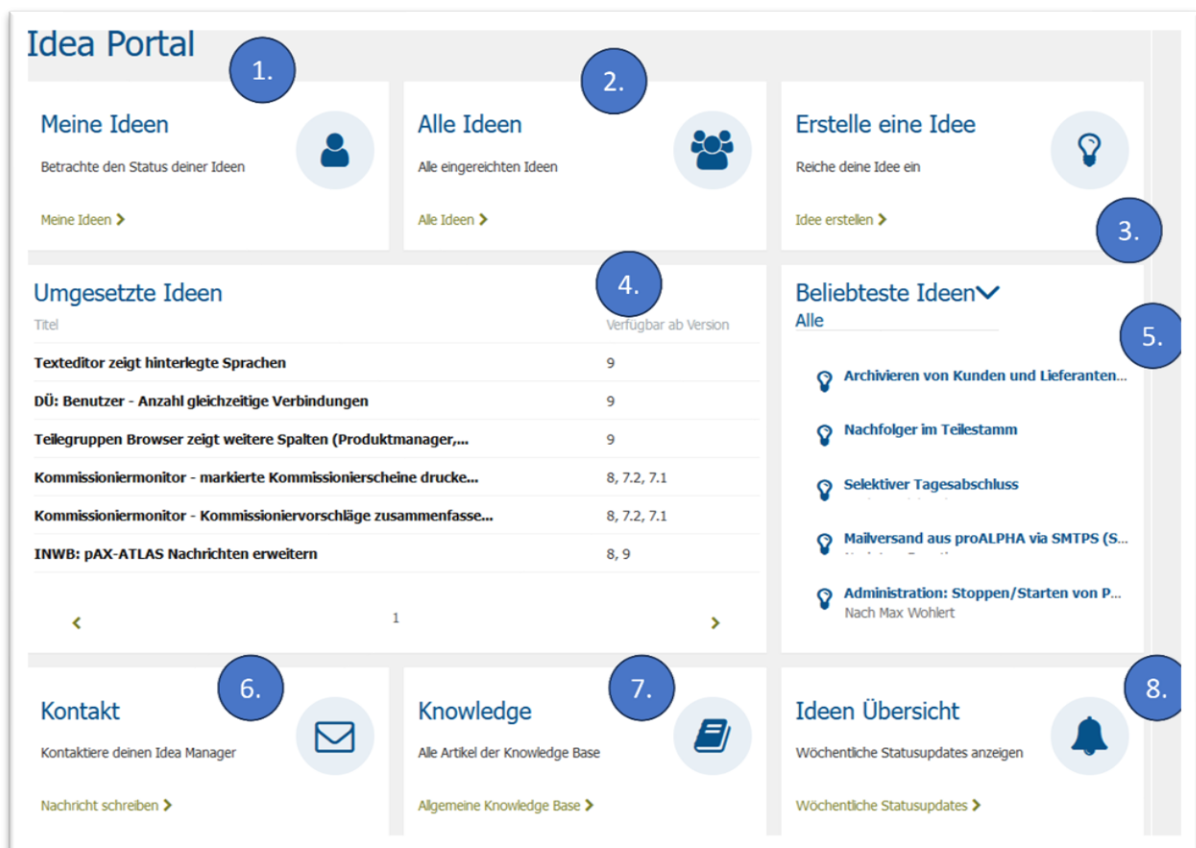 Idea Portal
1.
2.
Meine Ideen
Betrachte den Status deiner Ideen
Meine Ideen
Alle Ideen
Alle eingereichten Ideen
Alle Ideen
Erstelle eine Idee
Reiche deine Idee ein
Idee erstellen
3.
Umgesetzte Ideen
4.
Titel Verfügbar ab Version
Texteditor zeigt hinterlegte Sprachen 9
DÜ: Benutzer - Anzahl gleichzeitige Verbindungen 9
Teilegruppen Browser zeigt weitere Spalten (Produktmanager,... 9
Kommissioniermonitor - markierte Kommissionierscheine drucke... 8, 7.2, 7.1
Kommissioniermonitor - Kommissioniervorschläge zusammenfasse... 8, 7.2, 7.1
INWB: pAX-ATLAS Nachrichten erweitern 8, 9
1
Beliebteste Ideen
Alle
5.
Archivieren von Kunden und Lieferanten...
Nachfolger im Teilestamm
Selektiver Tagesabschluss
Mailversand aus proALPHA via SMTPS (S...
Administration: Stoppen/Starten von P...
Nach Max Wohlert
6.
Kontakt
Kontaktiere deinen Idea Manager
Nachricht schreiben
7.
Knowledge
Alle Artikel der Knowledge Base
Allgemeine Knowledge Base
8.
Ideen Übersicht
Wöchentliche Statusupdates anzeigen
Wöchentliche Statusupdates